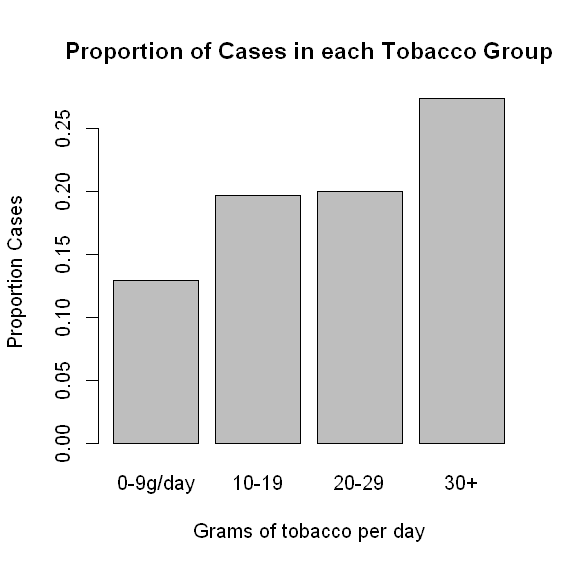 Proportion of Cases in each Tobacco Group
Proportion Cases
0.25
0.20
0.15
0.10
0.05
0.00
0-9g/day 10-19 20-29 30+
Grams of tobacco per day